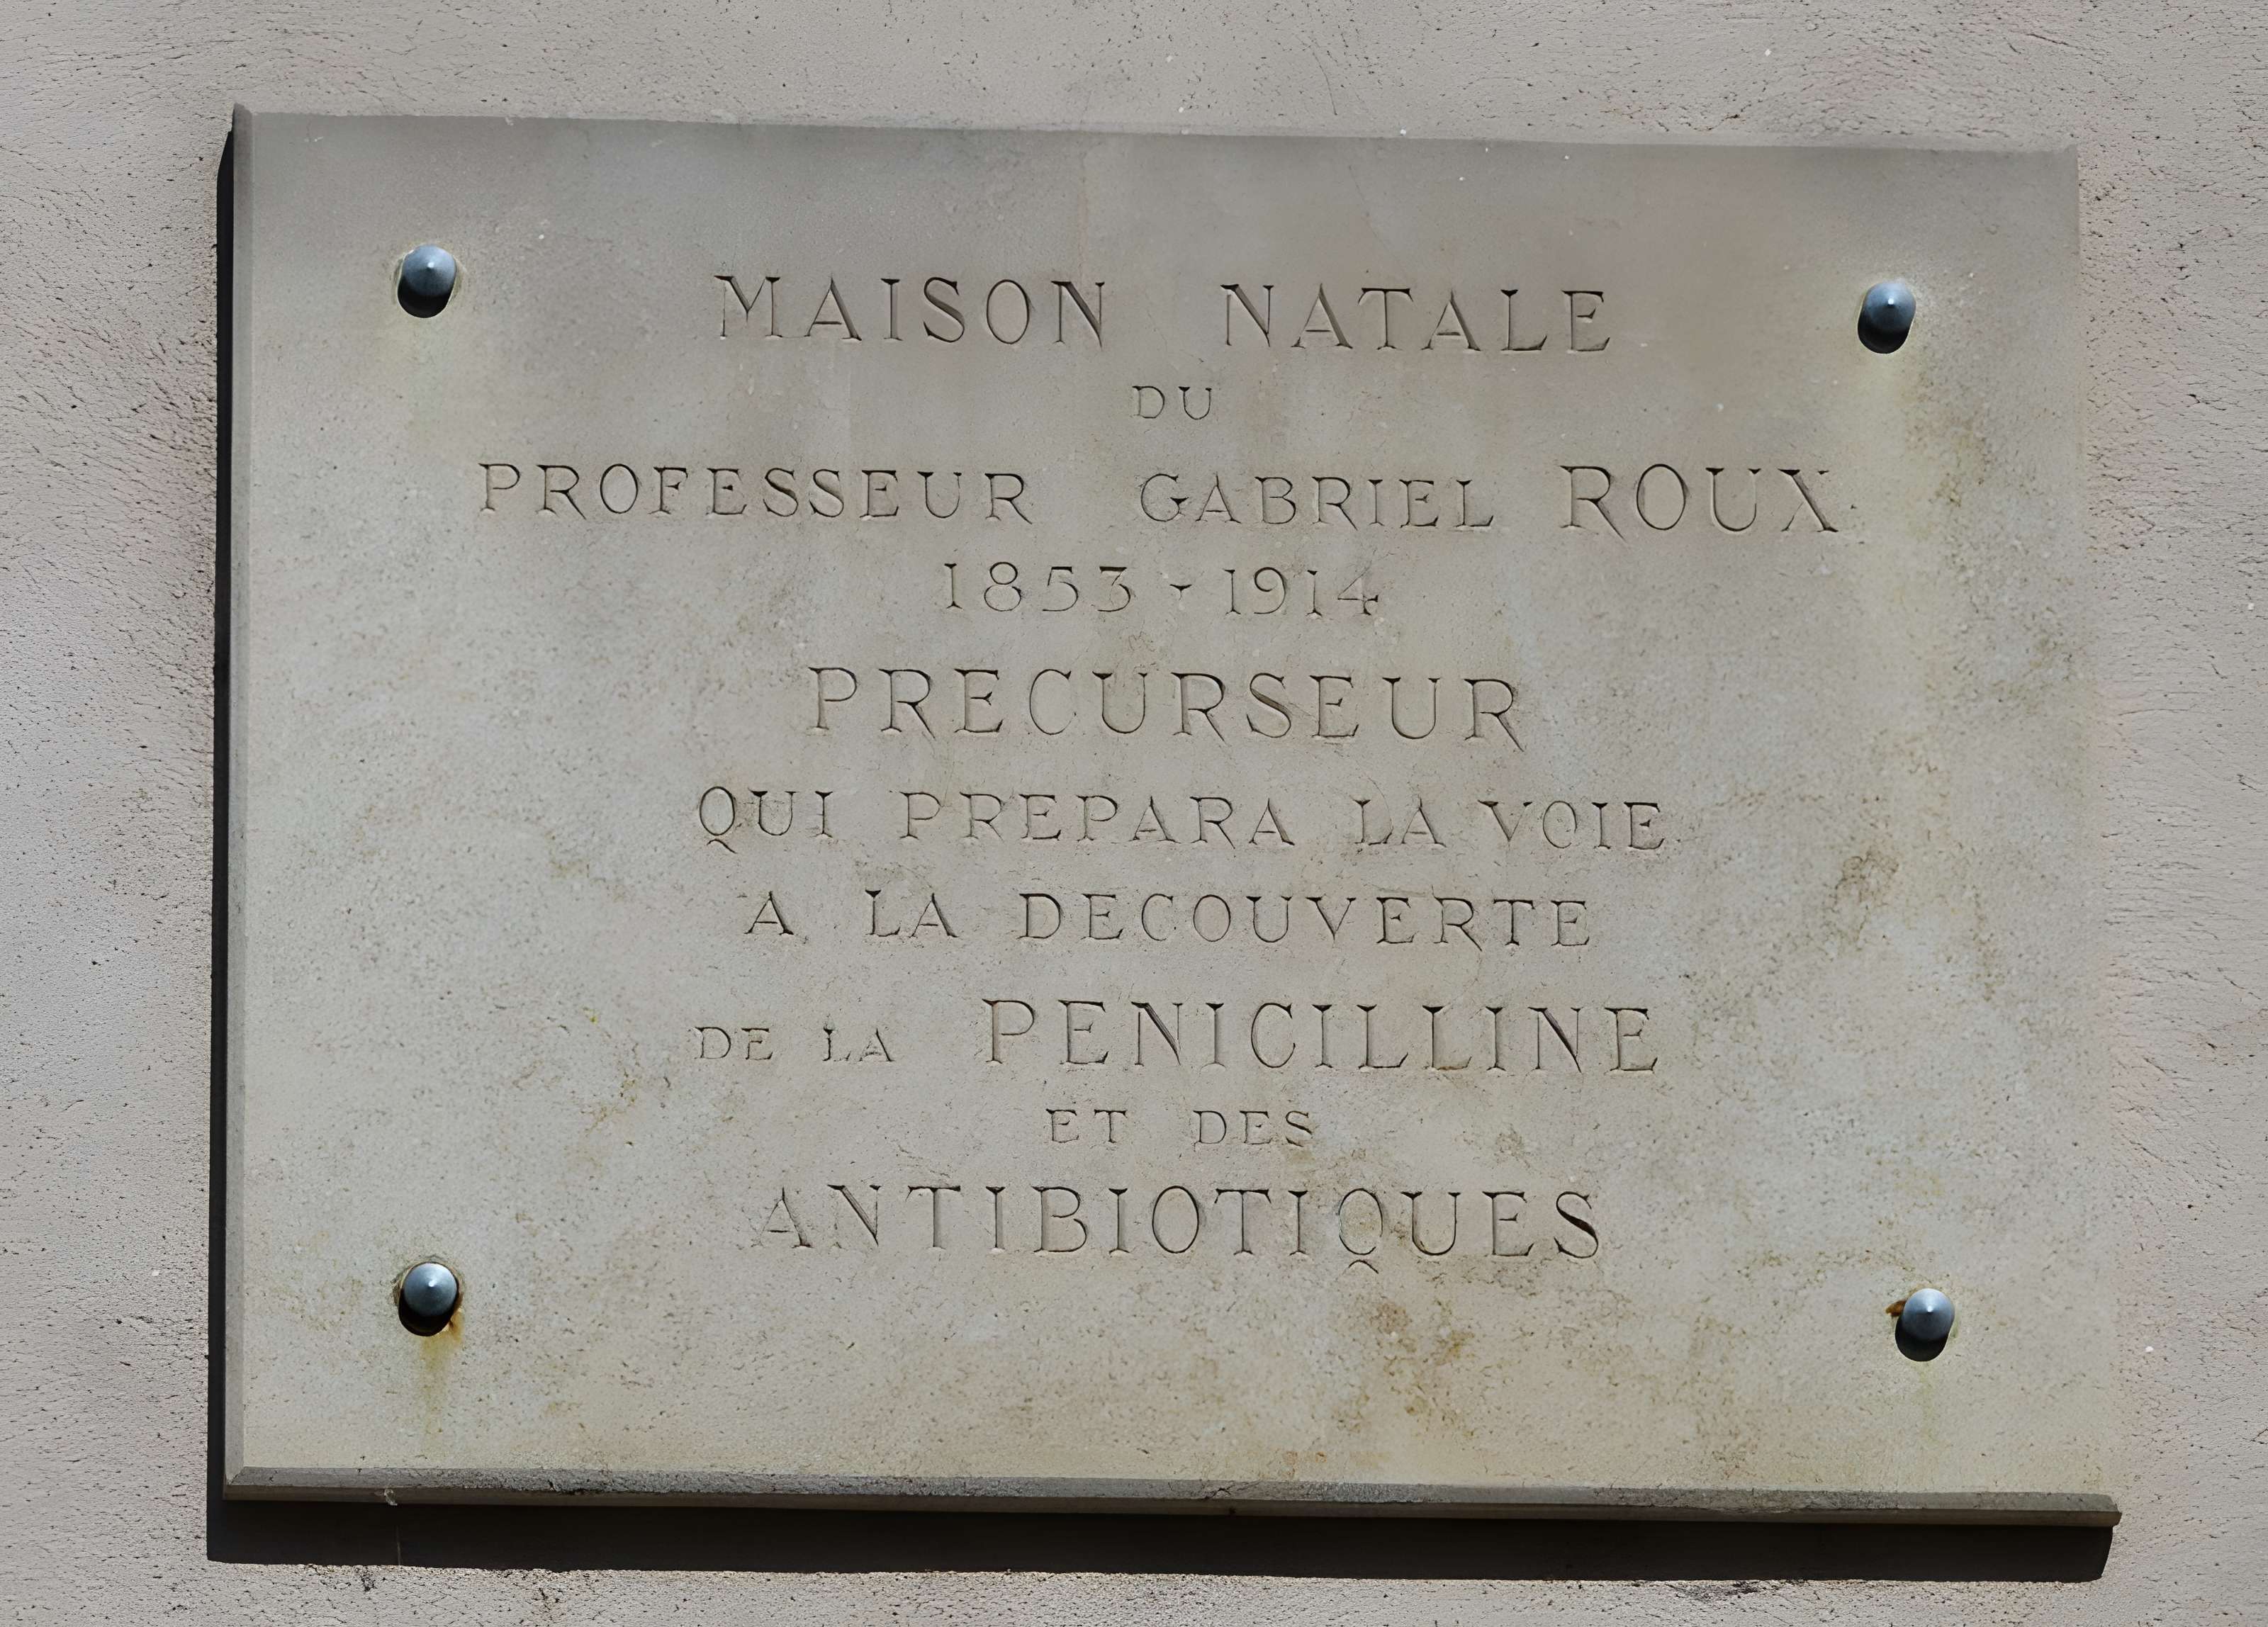 MAISON NATALE
DU
PROFESSEUR GABRIEL ROUX
1853 - 1914
PRECURSEUR
QUI PREPARA LA VOIE
A LA DECOUVERTE
DE LA PENICILLINE
ET DES
ANTIBIOTIQUES